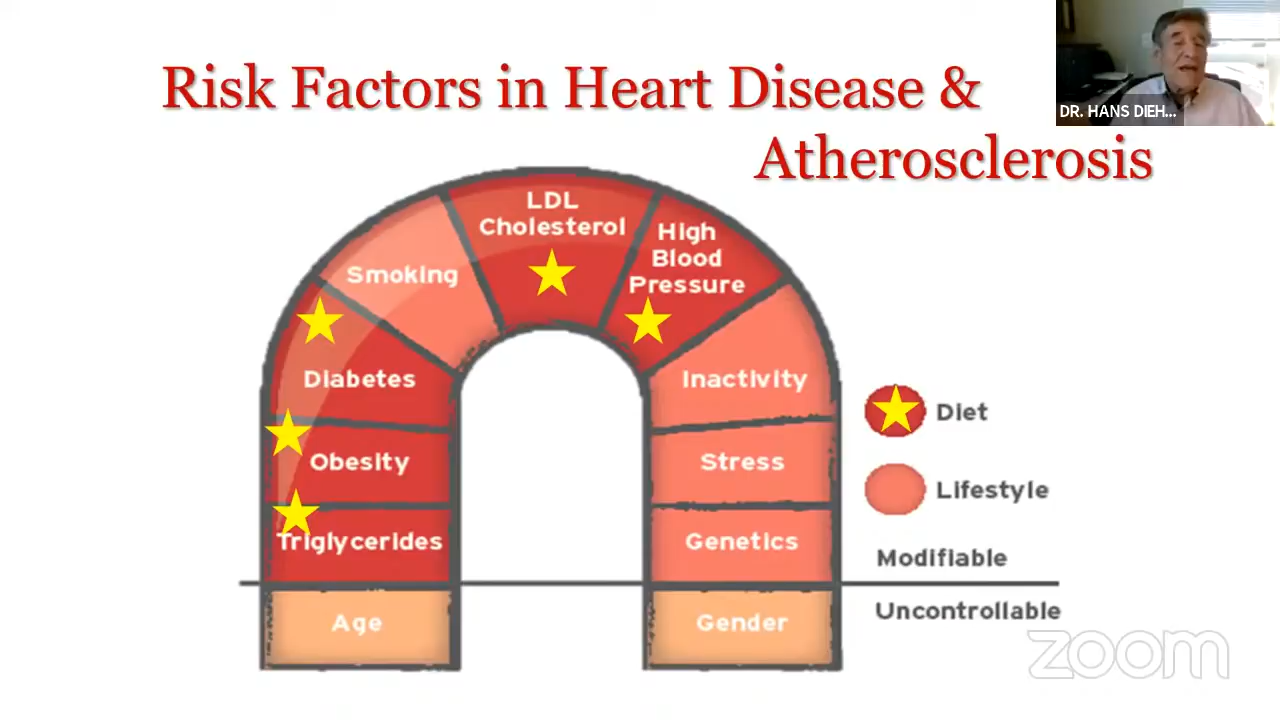 Risk Factors in Heart Disease &
Atherosclerosis
DR. HANS DIEH...
LDL
Cholesterol
High
Blood
Pressure
Smoking
Diabetes
Inactivity
Obesity
Stress
Triglycerides
Genetics
Age
Gender
Diet
Lifestyle
Modifiable
Uncontrollable
zoom